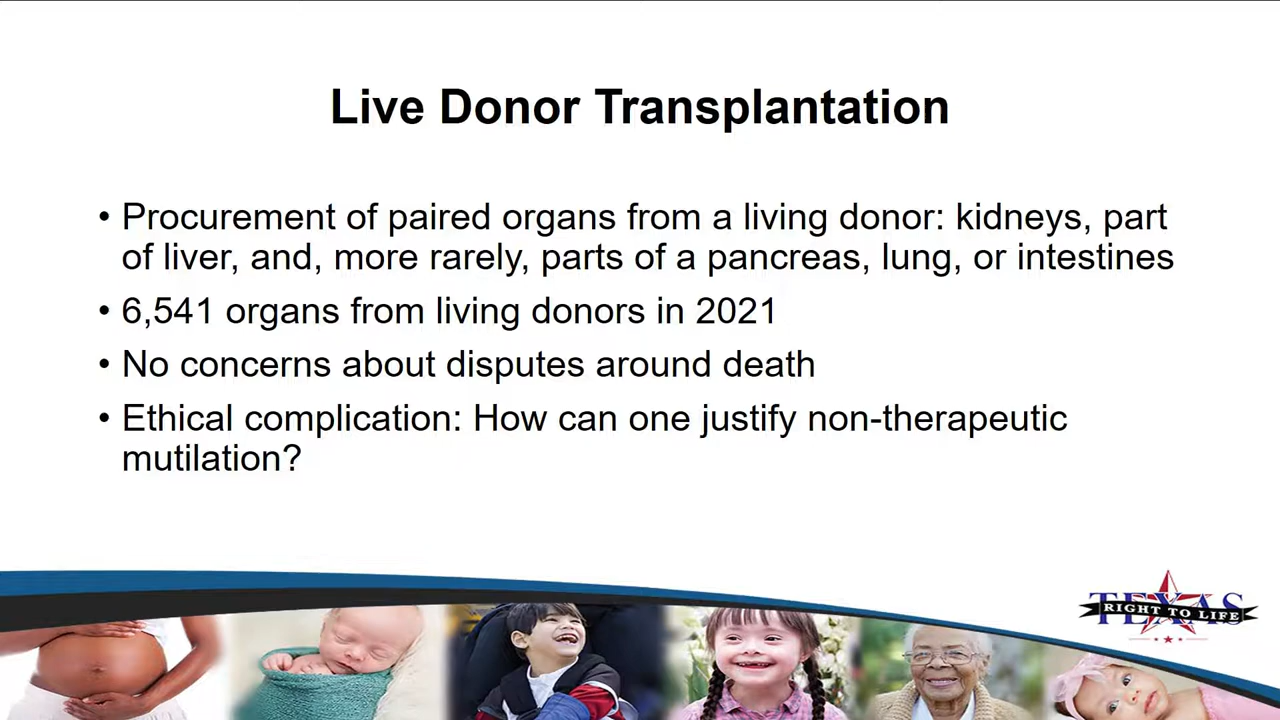 Live Donor Transplantation
• Procurement of paired organs from a living donor: kidneys, part
of liver, and, more rarely, parts of a pancreas, lung, or intestines
• 6,541 organs from living donors in 2021
• No concerns about disputes around death
• Ethical complication: How can one justify non-therapeutic
mutilation?
TEXAS
RIGHT TO LIFE